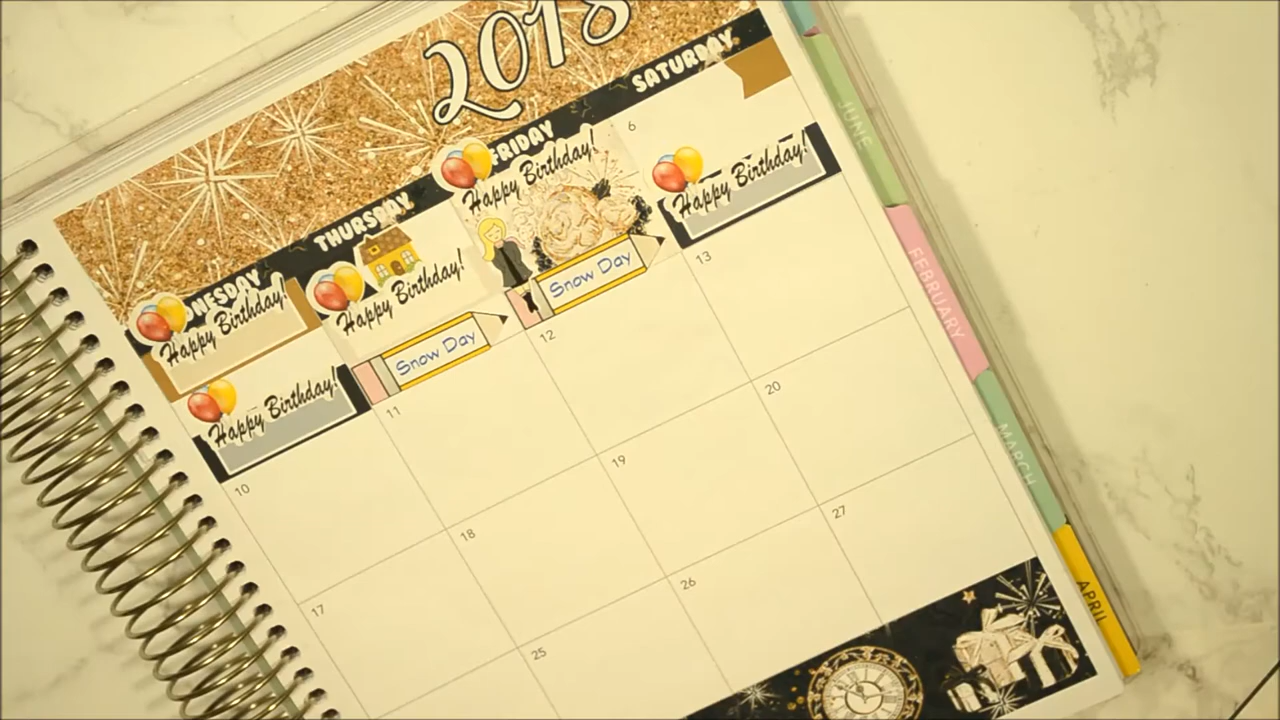 2018
SATURDAY
FRIDAY
THURSDAY
NESDAY
Happy Birthday!
Happy Birthday!
Happy Birthday!
Happy Birthday!
Happy Birthday!
6
Snow Day
Snow Day
10
11
12
13
17
18
19
20
25
26
27
JUNE
FEBRUARY
MARCH
APRIL